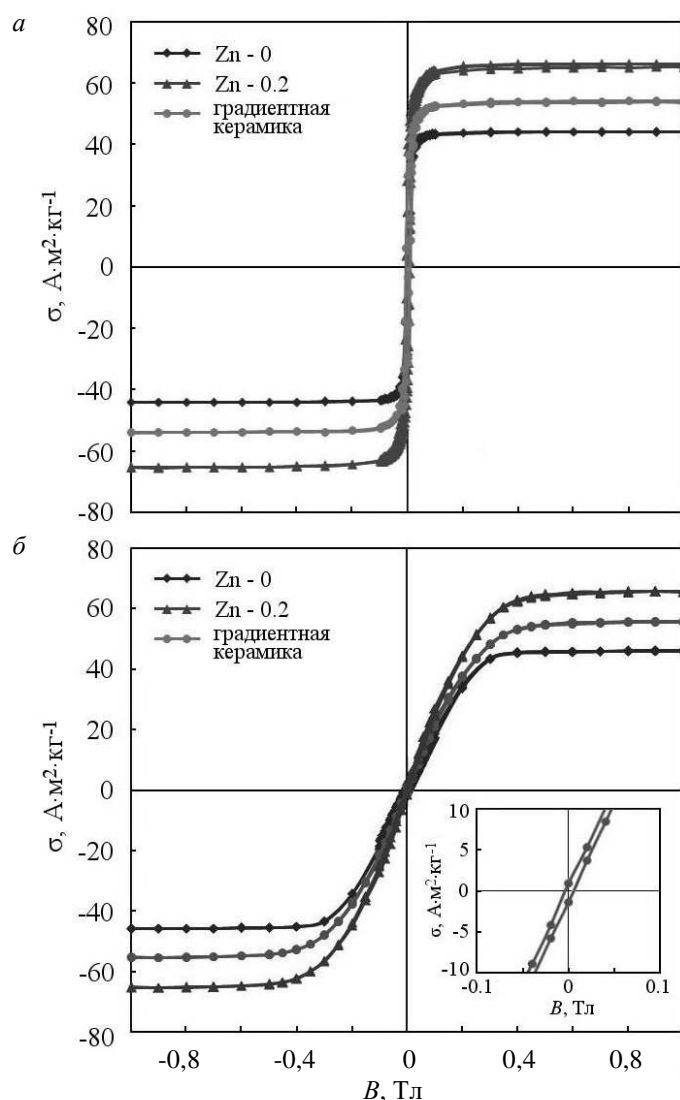 а
80
60
40
20
0
-20
-40
-60
-80
Zn - 0
Zn - 0.2
градиентная
керамика
σ, А·м²·кг⁻¹
б
80
60
40
20
0
-20
-40
-60
-80
Zn - 0
Zn - 0.2
градиентная
керамика
σ, А·м²·кг⁻¹
10
5
0
-5
-10
σ, А·м²·кг⁻¹
-0.1 0 0.1
B, Тл
-0,8 -0,4 0 0,4 0,8
B, Тл